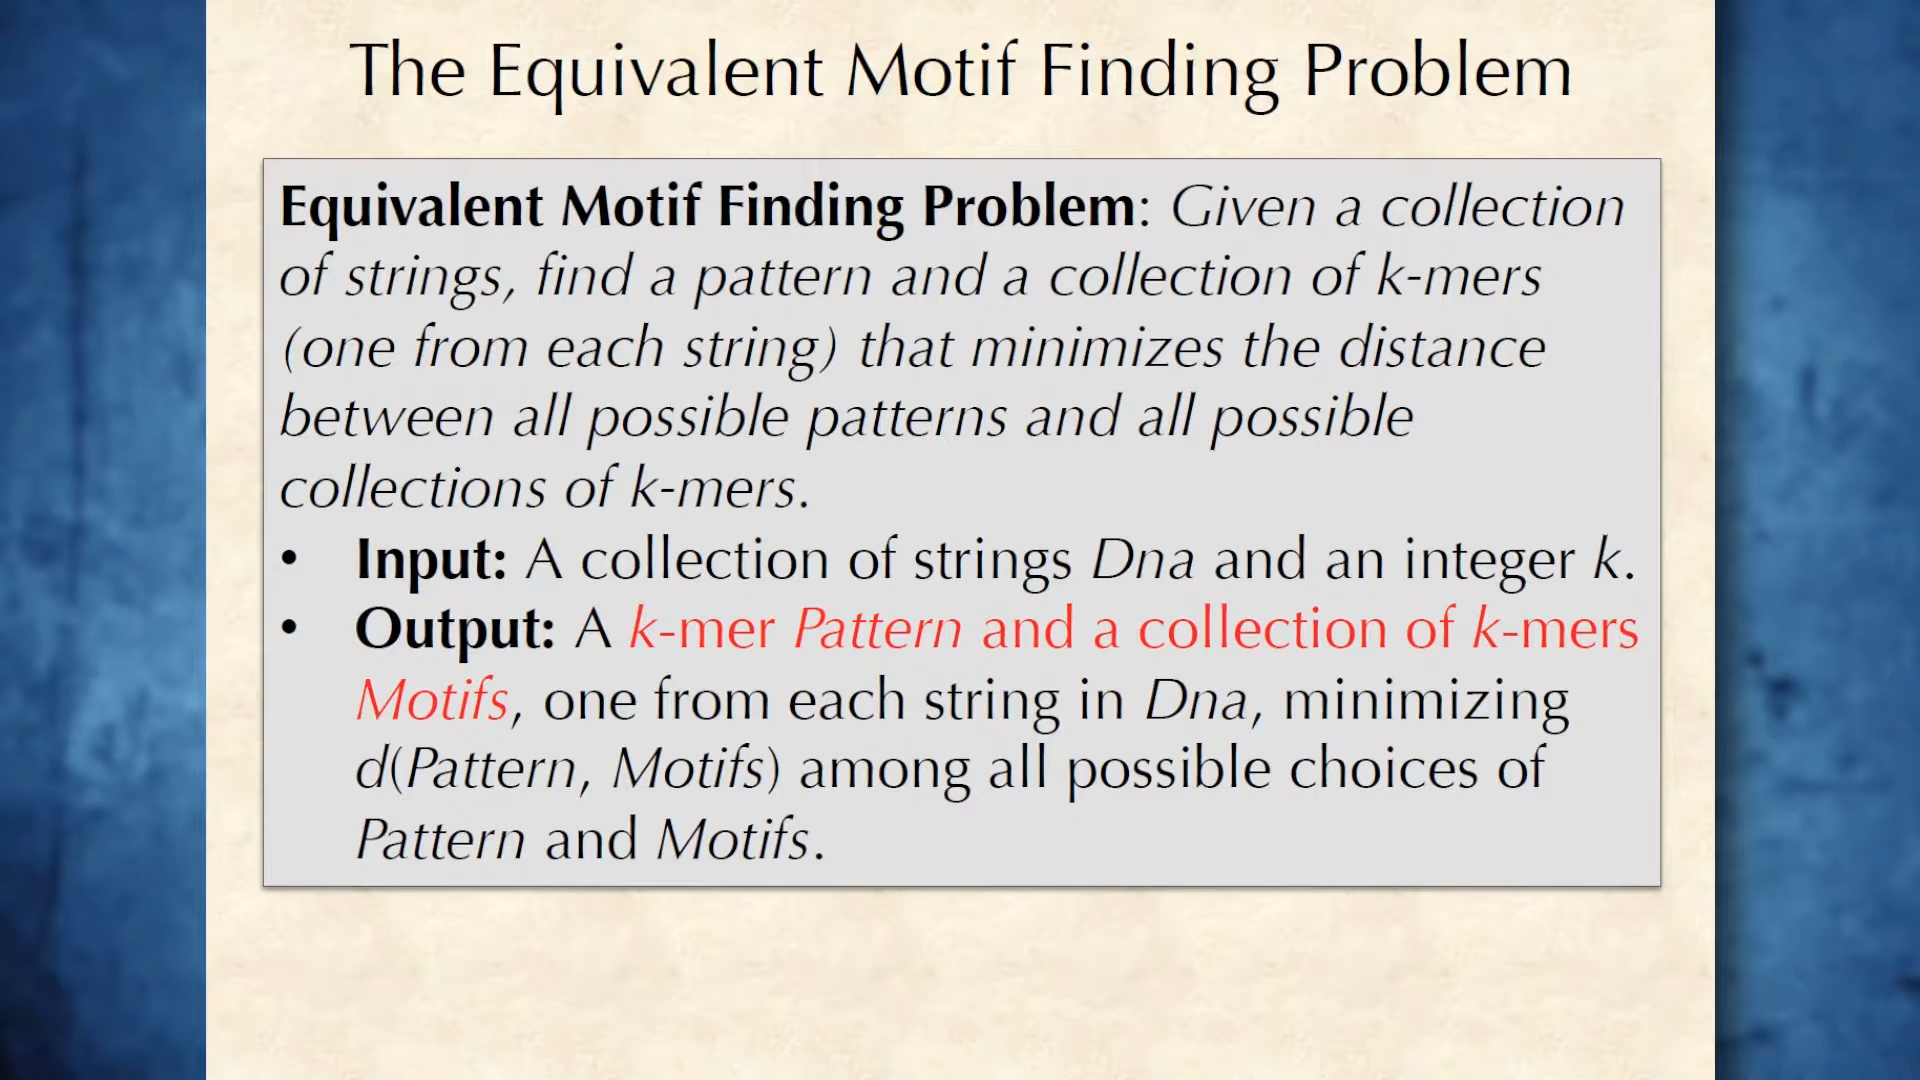 The Equivalent Motif Finding Problem
Equivalent Motif Finding Problem: Given a collection
of strings, find a pattern and a collection of k-mers
(one from each string) that minimizes the distance
between all possible patterns and all possible
collections of k-mers.
• Input: A collection of strings Dna and an integer k.
• Output: A k-mer Pattern and a collection of k-mers
Motifs, one from each string in Dna, minimizing
d(Pattern, Motifs) among all possible choices of
Pattern and Motifs.